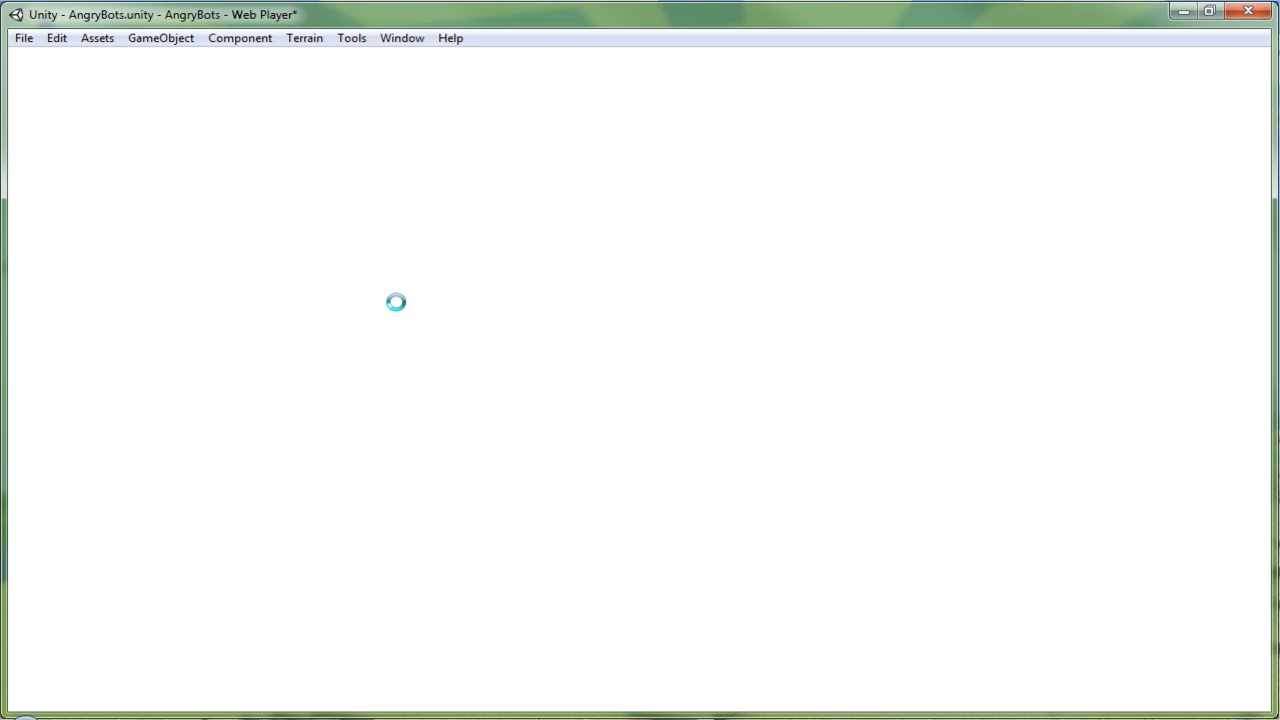 Unity - AngryBots.unity - AngryBots - Web Player*
File Edit Assets GameObject Component Terrain Tools Window Help